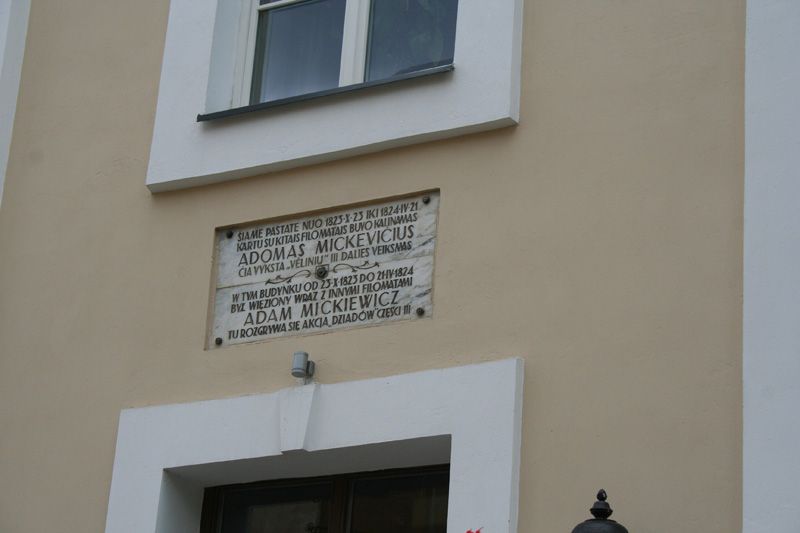 ŠIAME PASTATE NUO 1823·X·23 IKI 1824·IV·21
KARTU SU KITAIS FILOMATAIS BUVO KALINAMAS
ADOMAS MICKEVIČIUS
ČIA VYKSTA „VĖLINIŲ" III DALIES VEIKSMAS
W TYM BUDYNKU OD 23·X·1823 DO 21·IV·1824
BYŁ WIĘZIONY WRAZ Z INNYMI FILOMATAMI
ADAM MICKIEWICZ
TU ROZGRYWA SIĘ AKCJA „DZIADÓW" CZĘŚCI III